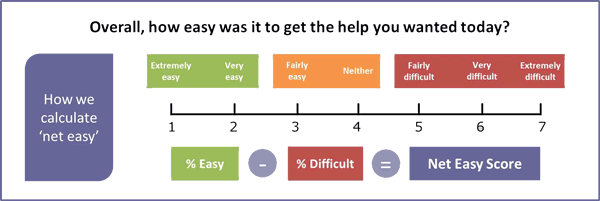 Overall, how easy was it to get the help you wanted today?
How we
calculate
‘net easy’
Extremely
easy
Very
easy
Fairly
easy
Neither
Fairly
difficult
Very
difficult
Extremely
difficult
1 2 3 4 5 6 7
% Easy - % Difficult = Net Easy Score